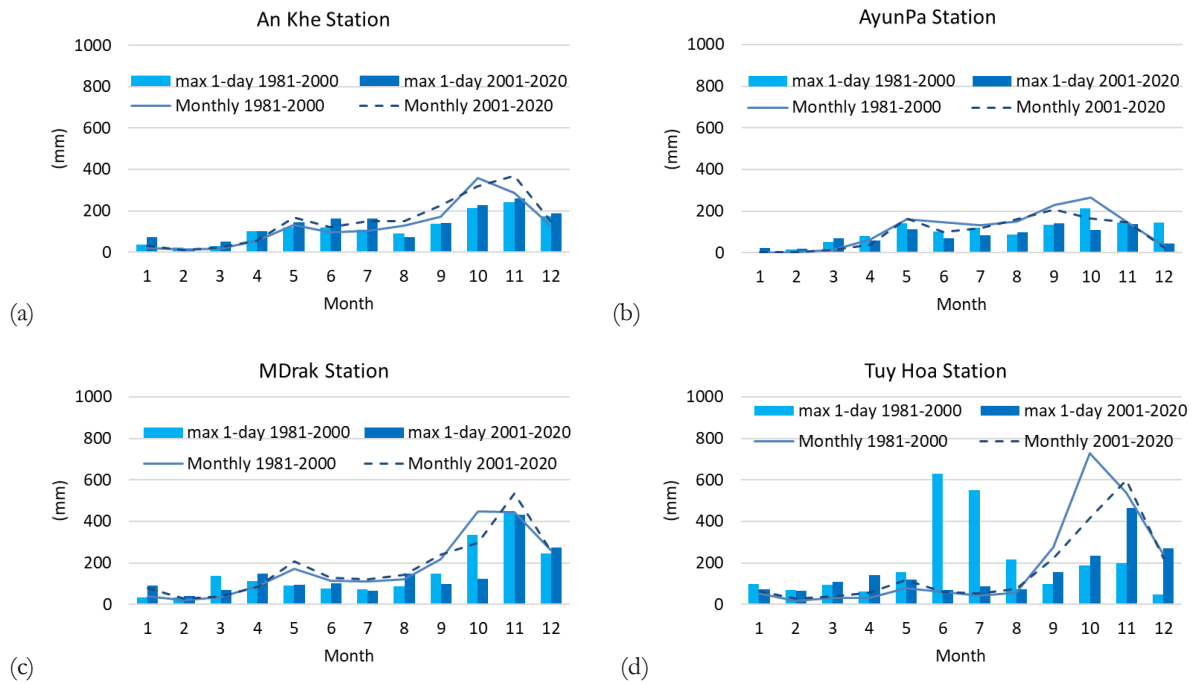 An Khe Station
1000
800
600
400
200
0
(mm)
max 1-day 1981-2000 max 1-day 2001-2020
Monthly 1981-2000 Monthly 2001-2020
1 2 3 4 5 6 7 8 9 10 11 12
Month
(a)
AyunPa Station
1000
800
600
400
200
0
(mm)
max 1-day 1981-2000 max 1-day 2001-2020
Monthly 1981-2000 Monthly 2001-2020
1 2 3 4 5 6 7 8 9 10 11 12
Month
(b)
MDrak Station
1000
800
600
400
200
0
(mm)
max 1-day 1981-2000 max 1-day 2001-2020
Monthly 1981-2000 Monthly 2001-2020
1 2 3 4 5 6 7 8 9 10 11 12
Month
(c)
Tuy Hoa Station
1000
800
600
400
200
0
(mm)
max 1-day 1981-2000 max 1-day 2001-2020
Monthly 1981-2000 Monthly 2001-2020
1 2 3 4 5 6 7 8 9 10 11 12
Month
(d)